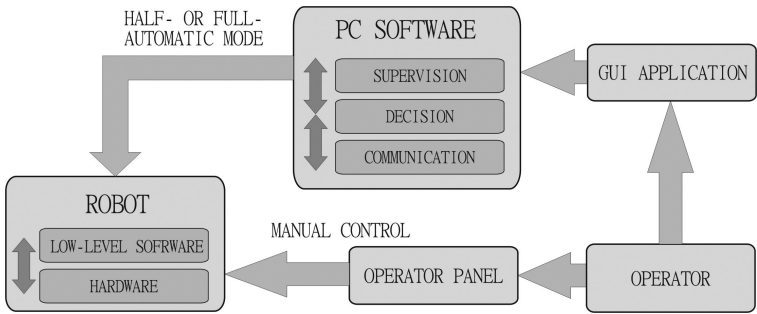 HALF- OR FULL-
AUTOMATIC MODE
PC SOFTWARE
SUPERVISION
DECISION
COMMUNICATION
GUI APPLICATION
ROBOT
LOW-LEVEL SOFRWARE
HARDWARE
MANUAL CONTROL
OPERATOR PANEL
OPERATOR